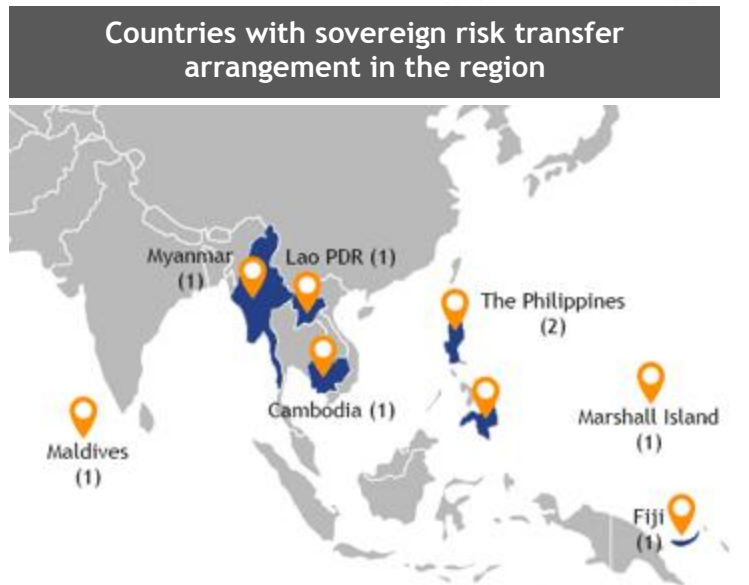 Countries with sovereign risk transfer
arrangement in the region
Myanmar
(1)
Lao PDR (1)
The Philippines
(2)
Cambodia (1)
Marshall Island
(1)
Maldives
(1)
Fiji
(1)